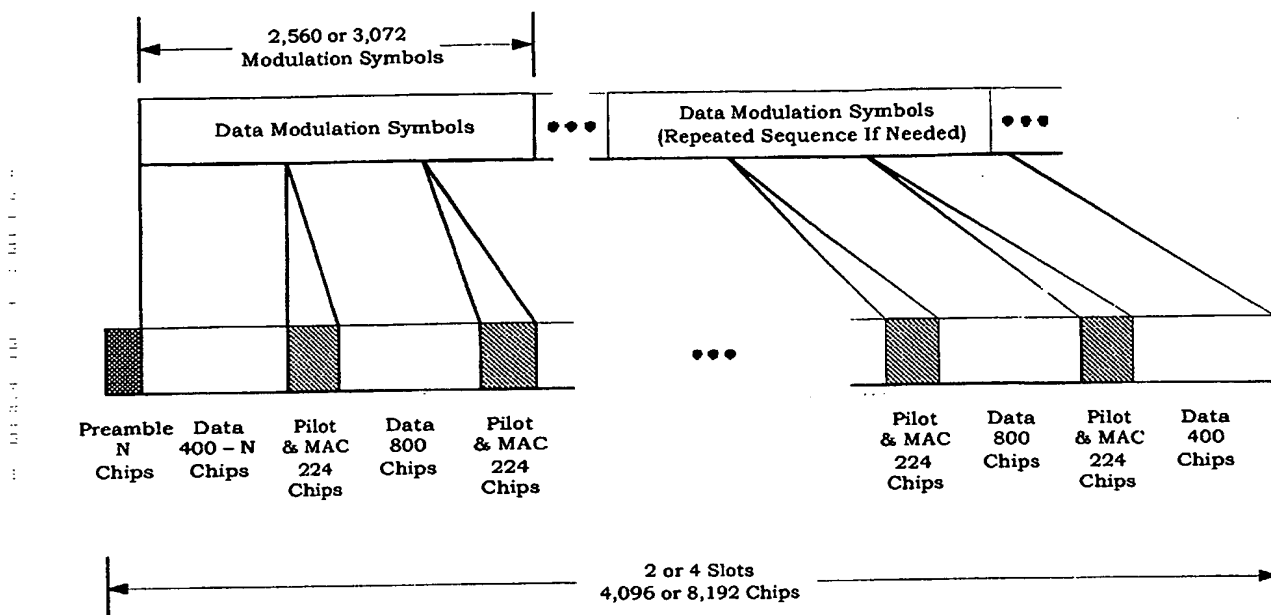 2,560 or 3,072
Modulation Symbols
Data Modulation Symbols
Data Modulation Symbols
(Repeated Sequence If Needed)
Preamble
N
Chips
Data
400 – N
Chips
Pilot
& MAC
224
Chips
Data
800
Chips
Pilot
& MAC
224
Chips
Pilot
& MAC
224
Chips
Data
800
Chips
Pilot
& MAC
224
Chips
Data
400
Chips
2 or 4 Slots
4,096 or 8,192 Chips